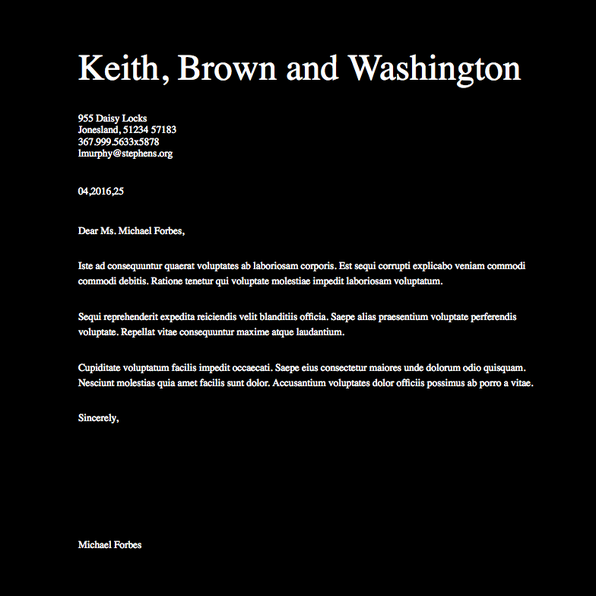 Keith, Brown and Washington
955 Daisy Locks
Jonesland, 51234 57183
367.999.5633x5878
lmurphy@stephens.org
04,2016,25
Dear Ms. Michael Forbes,
Iste ad consequuntur quaerat voluptates ab laboriosam corporis. Est sequi corrupti explicabo veniam commodi
commodi debitis. Ratione tenetur qui voluptate molestiae impedit laboriosam voluptatum.
Sequi reprehenderit expedita reiciendis velit blanditiis officia. Saepe alias praesentium voluptate perferendis
voluptate. Repellat vitae consequuntur maxime atque laudantium.
Cupiditate voluptatum facilis impedit occaecati. Saepe eius consectetur maiores unde dolorum odio quisquam.
Nesciunt molestias quia amet facilis sunt dolor. Accusantium voluptates dolor officiis possimus ab porro a vitae.
Sincerely,
Michael Forbes